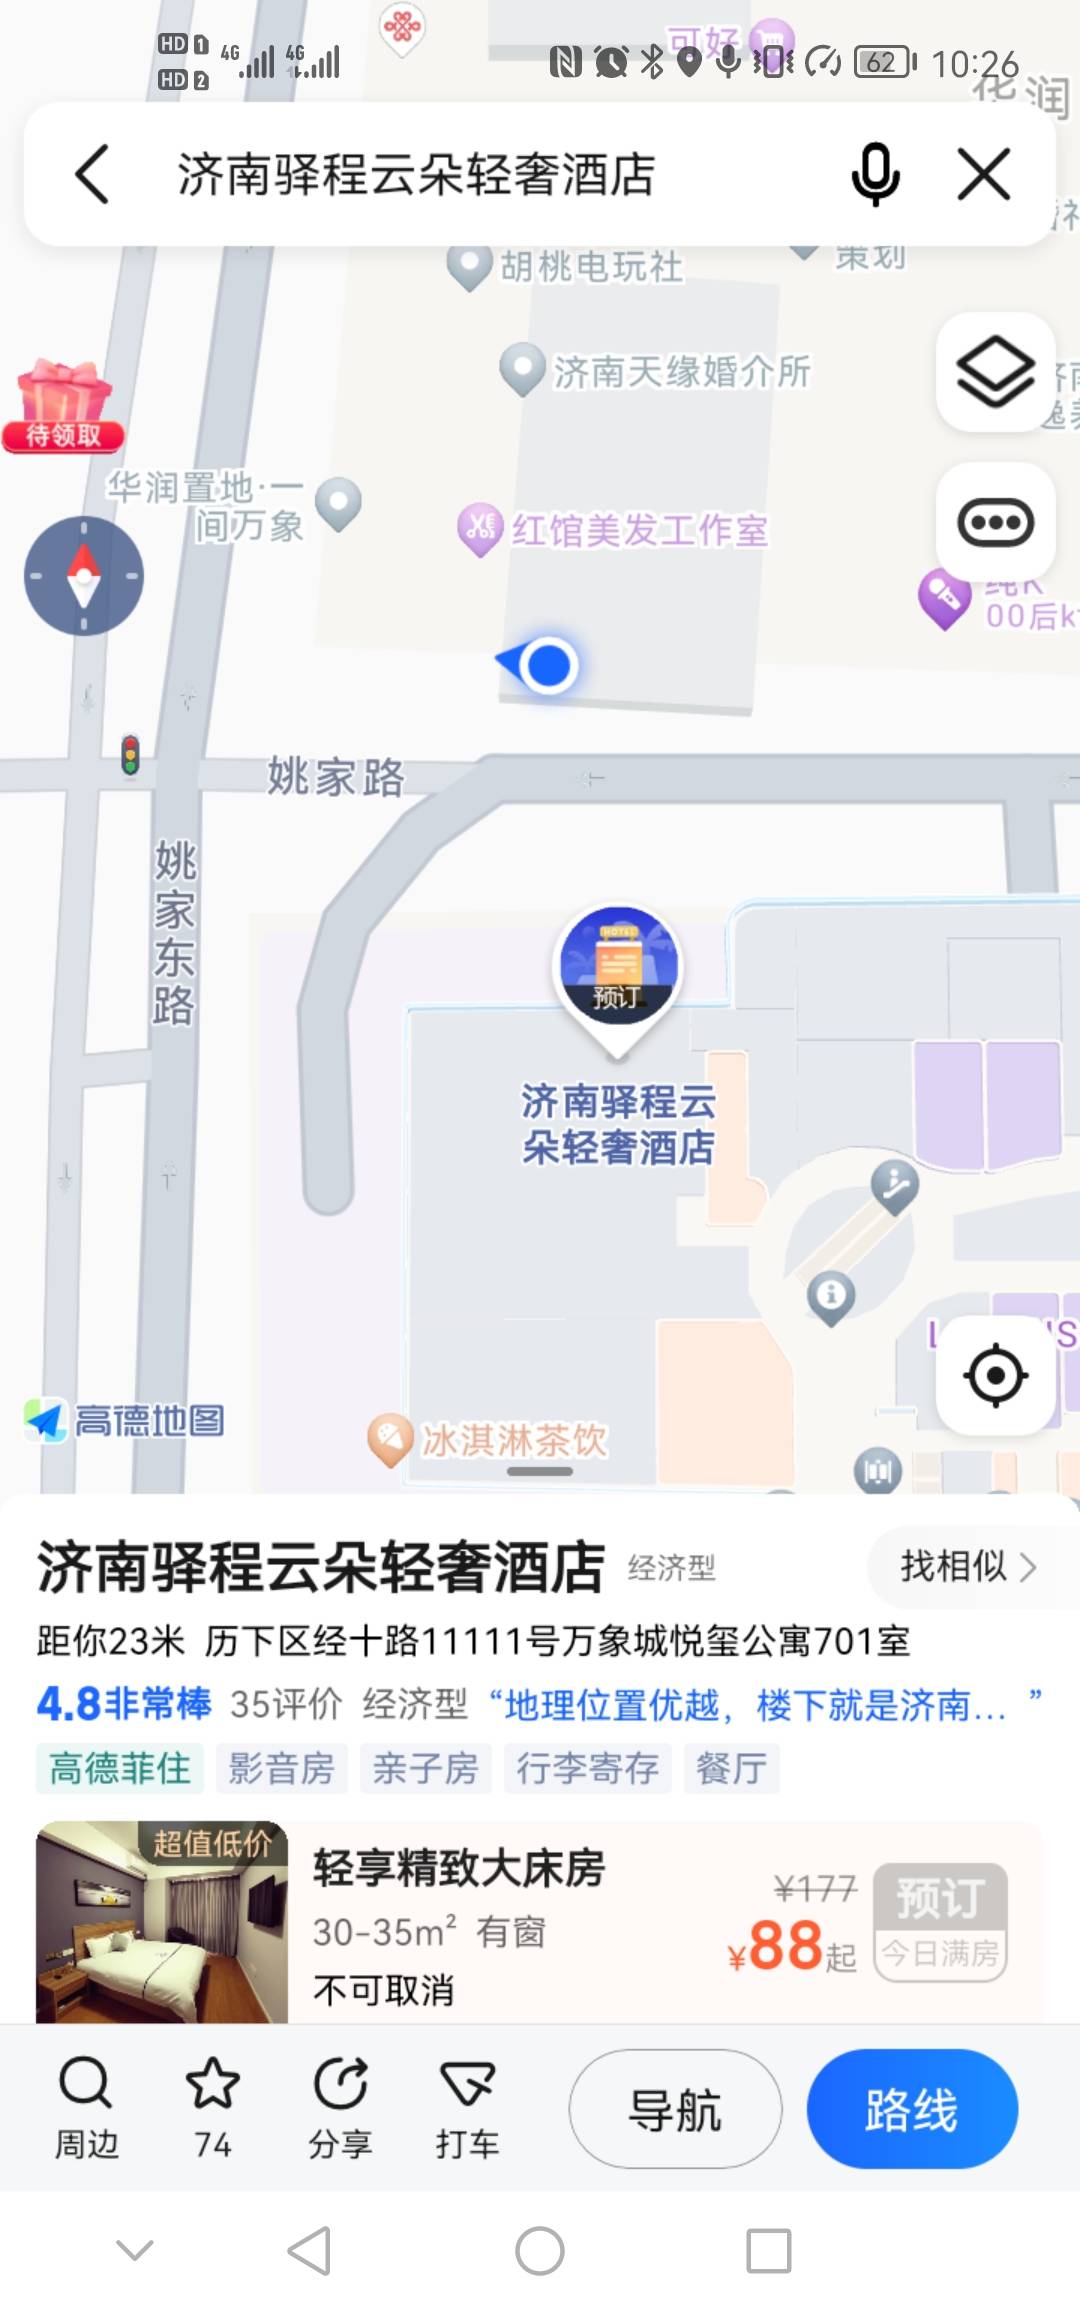 HD 1 4G 4G
HD 2
62 10:26
可好
华润
济南驿程云朵轻奢酒店
胡桃电玩社
策划
济南天缘婚介所
待领取
华润置地·一
间万象
红馆美发工作室
纯K
00后k
姚家路
姚家东路
HOTEL
预订
济南驿程云
朵轻奢酒店
高德地图
冰淇淋茶饮
济南驿程云朵轻奢酒店 经济型 找相似
距你23米 历下区经十路11111号万象城悦玺公寓701室
4.8非常棒 35评价 经济型 “地理位置优越，楼下就是济南... ”
高德菲住 影音房 亲子房 行李寄存 餐厅
超值低价
轻享精致大床房
30-35m² 有窗
不可取消
¥177
¥88起
预订
今日满房
周边 74 分享 打车 导航 路线